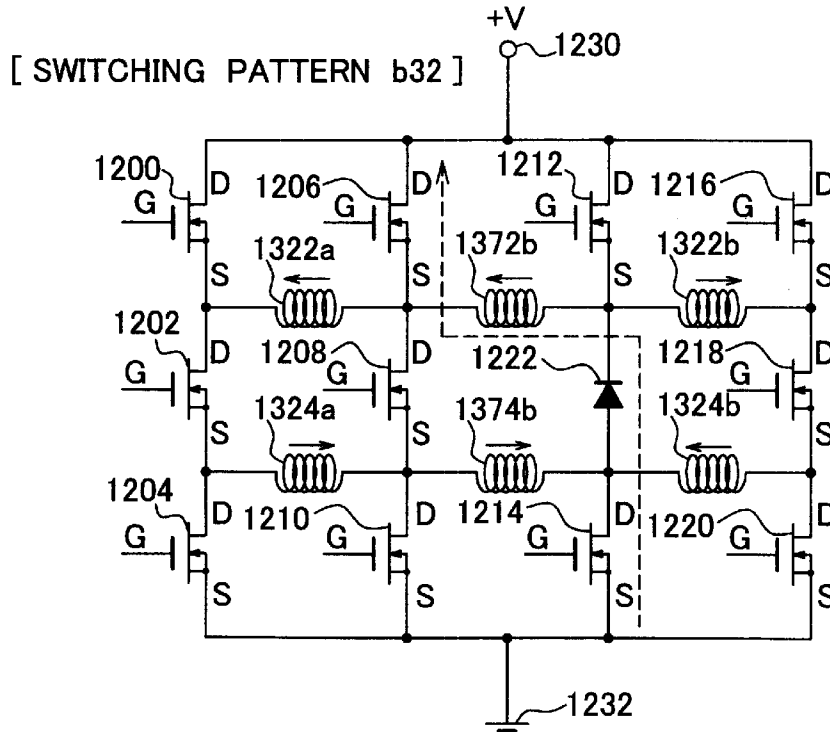 +V
1230
[ SWITCHING PATTERN b32 ]
1200 D 1206 D 1212 D 1216 D
G G G G
1322a S S 1372b S 1322b S
1202 D 1208 D 1222 1218 D
G G G
1324a S S 1374b 1324b S
1204 D 1210 D 1214 D 1220 D
G G G G
S S S S
1232